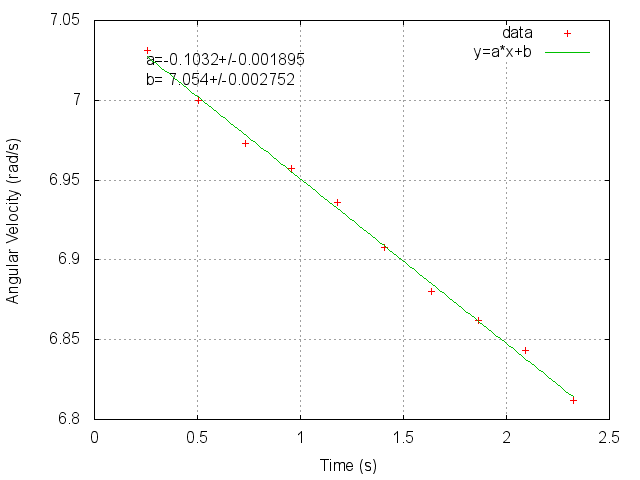 7.05
data
y=a*x+b
a=-0.1032+/-0.001895
b= 7.054+/-0.002752
7
6.95
6.9
6.85
6.8
Angular Velocity (rad/s)
0 0.5 1 1.5 2 2.5
Time (s)